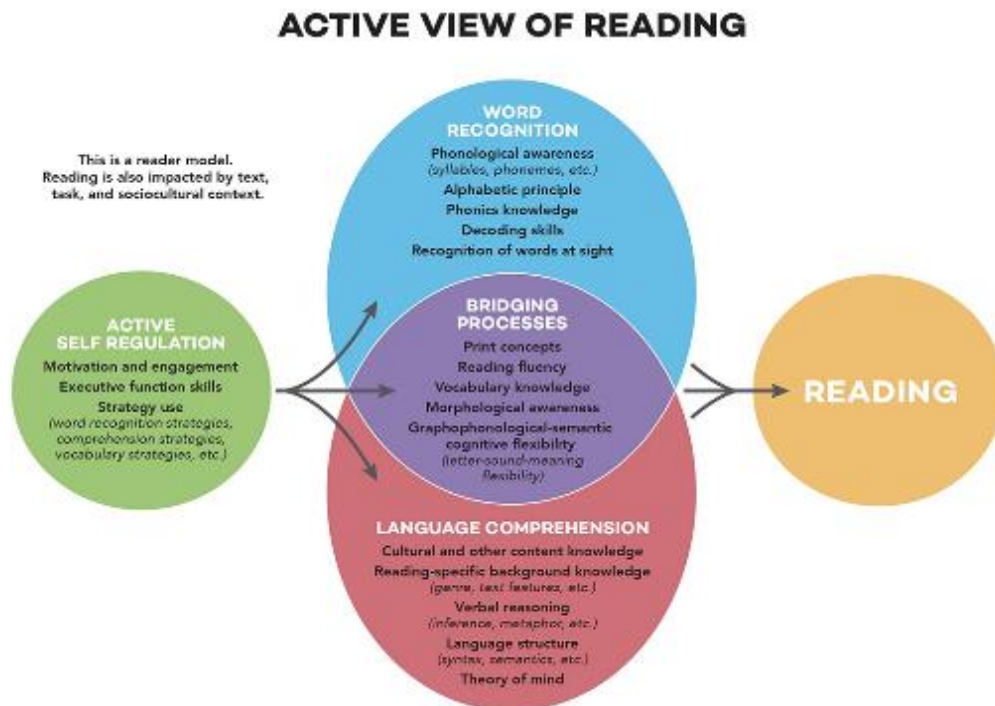 ACTIVE VIEW OF READING
This is a reader model.
Reading is also impacted by text,
task, and sociocultural context.
WORD
RECOGNITION
Phonological awareness
(syllables, phonemes, etc.)
Alphabetic principle
Phonics knowledge
Decoding skills
Recognition of words at sight
ACTIVE
SELF REGULATION
Motivation and engagement
Executive function skills
Strategy use
(word recognition strategies,
comprehension strategies,
vocabulary strategies, etc.)
BRIDGING
PROCESSES
Print concepts
Reading fluency
Vocabulary knowledge
Morphological awareness
Graphophonological-semantic
cognitive flexibility
(letter-sound-meaning
flexibility)
READING
LANGUAGE COMPREHENSION
Cultural and other content knowledge
Reading-specific background knowledge
(genre, text features, etc.)
Verbal reasoning
(inference, metaphor, etc.)
Language structure
(syntax, semantics, etc.)
Theory of mind